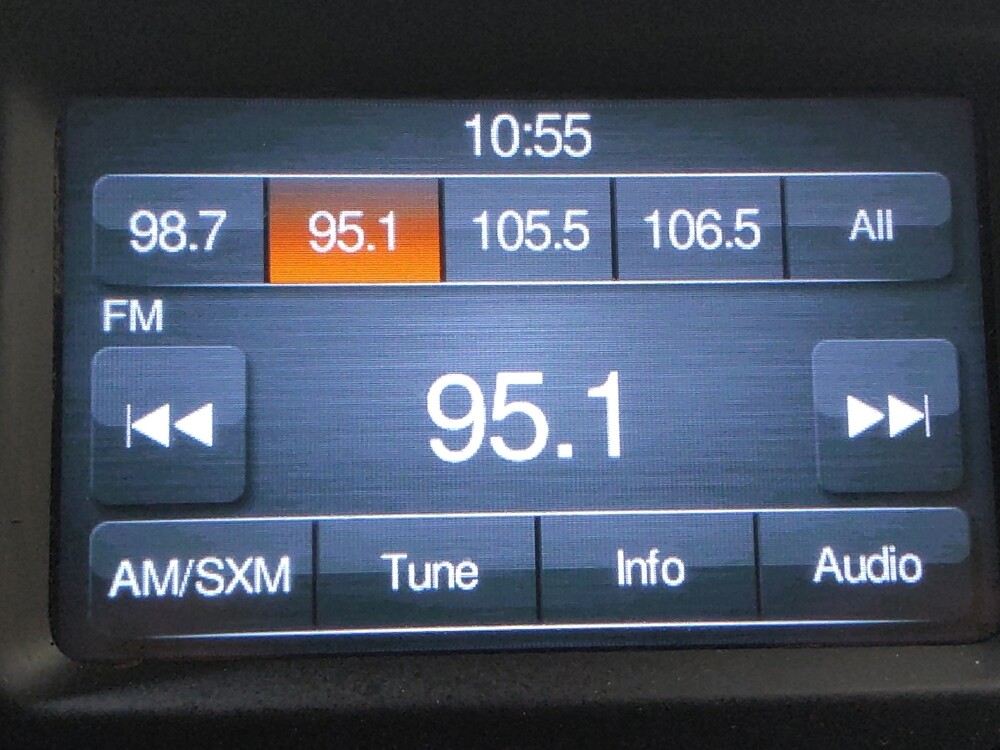 10:55
98.7 95.1 105.5 106.5 All
FM
95.1
AM/SXM Tune Info Audio